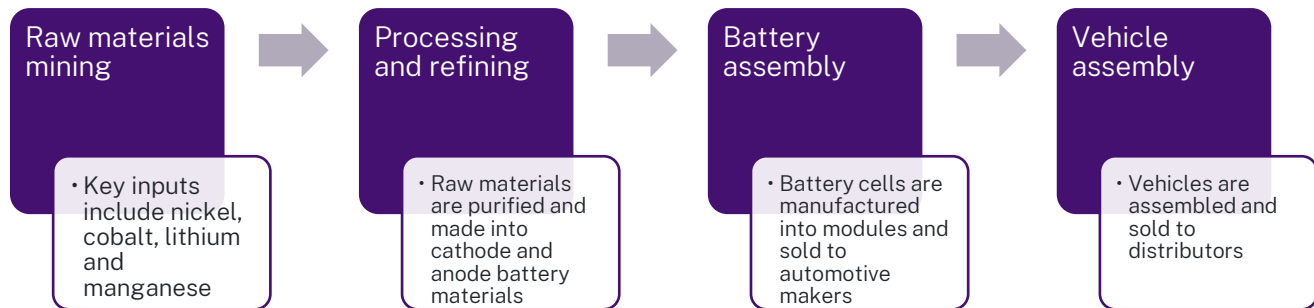 Raw materials
mining
· Key inputs
include nickel,
cobalt, lithium
and
manganese
Processing
and refining
· Raw materials
are purified and
made into
cathode and
anode battery
materials
Battery
assembly
· Battery cells are
manufactured
into modules and
sold to
automotive
makers
Vehicle
assembly
· Vehicles are
assembled and
sold to
distributors